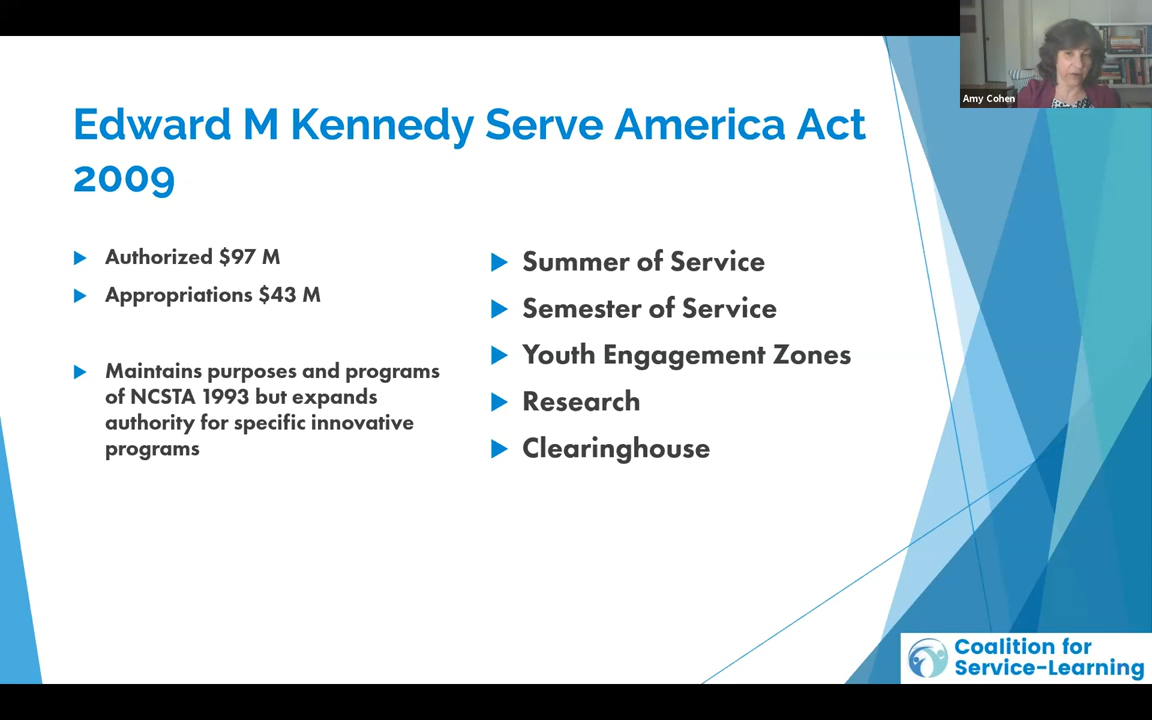 Amy Cohen
Edward M Kennedy Serve America Act
2009
Authorized $97 M
Appropriations $43 M
Maintains purposes and programs
of NCSTA 1993 but expands
authority for specific innovative
programs
Summer of Service
Semester of Service
Youth Engagement Zones
Research
Clearinghouse
Coalition for
Service-Learning